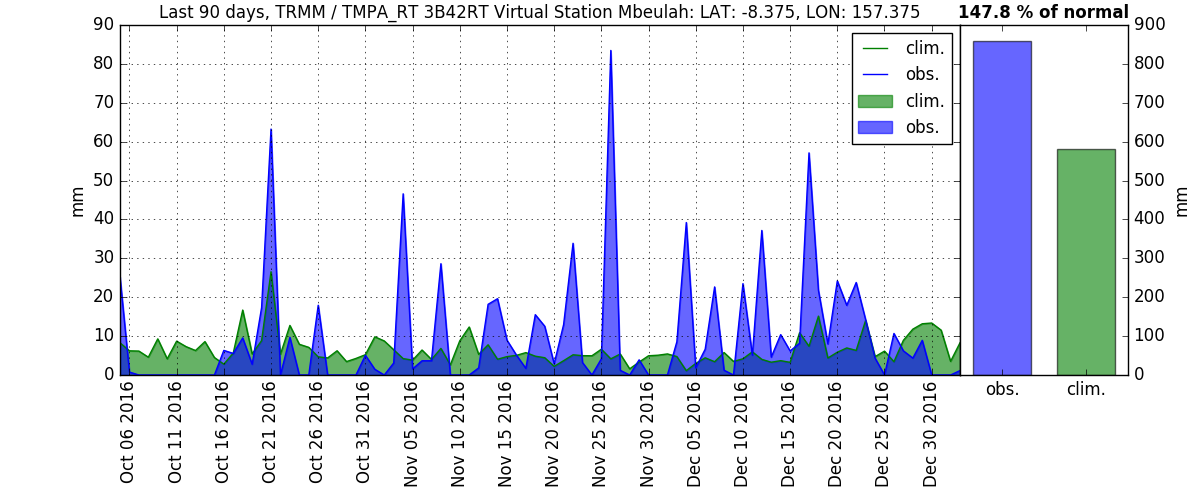 Last 90 days, TRMM / TMPA_RT 3B42RT Virtual Station Mbeulah: LAT: -8.375, LON: 157.375
147.8 % of normal
90
80
70
60
50
40
30
20
10
0
mm
clim.
obs.
clim.
obs.
900
800
700
600
500
400
300
200
100
0
mm
Oct 06 2016
Oct 11 2016
Oct 16 2016
Oct 21 2016
Oct 26 2016
Oct 31 2016
Nov 05 2016
Nov 10 2016
Nov 15 2016
Nov 20 2016
Nov 25 2016
Nov 30 2016
Dec 05 2016
Dec 10 2016
Dec 15 2016
Dec 20 2016
Dec 25 2016
Dec 30 2016
obs.
clim.